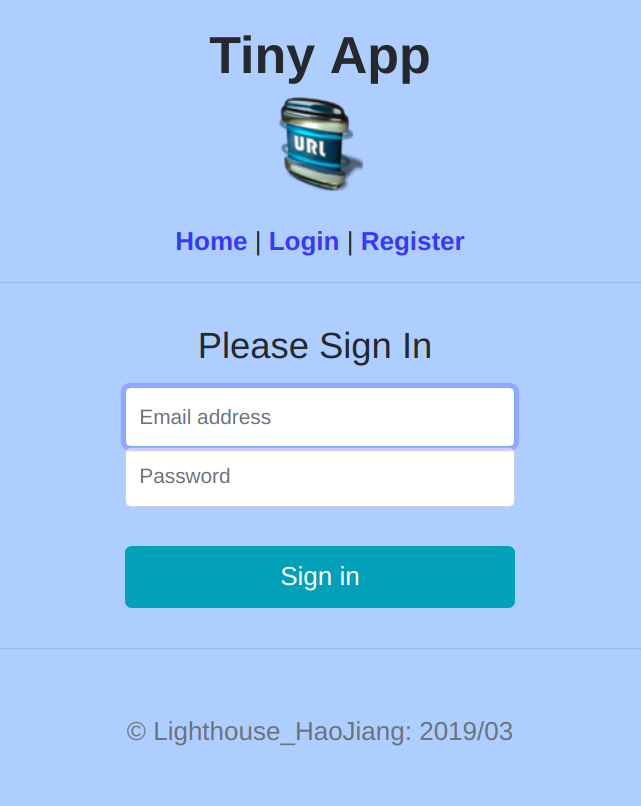 Tiny App
URL
Home | Login | Register
Please Sign In
Email address
Password
Sign in
© Lighthouse_HaoJiang: 2019/03